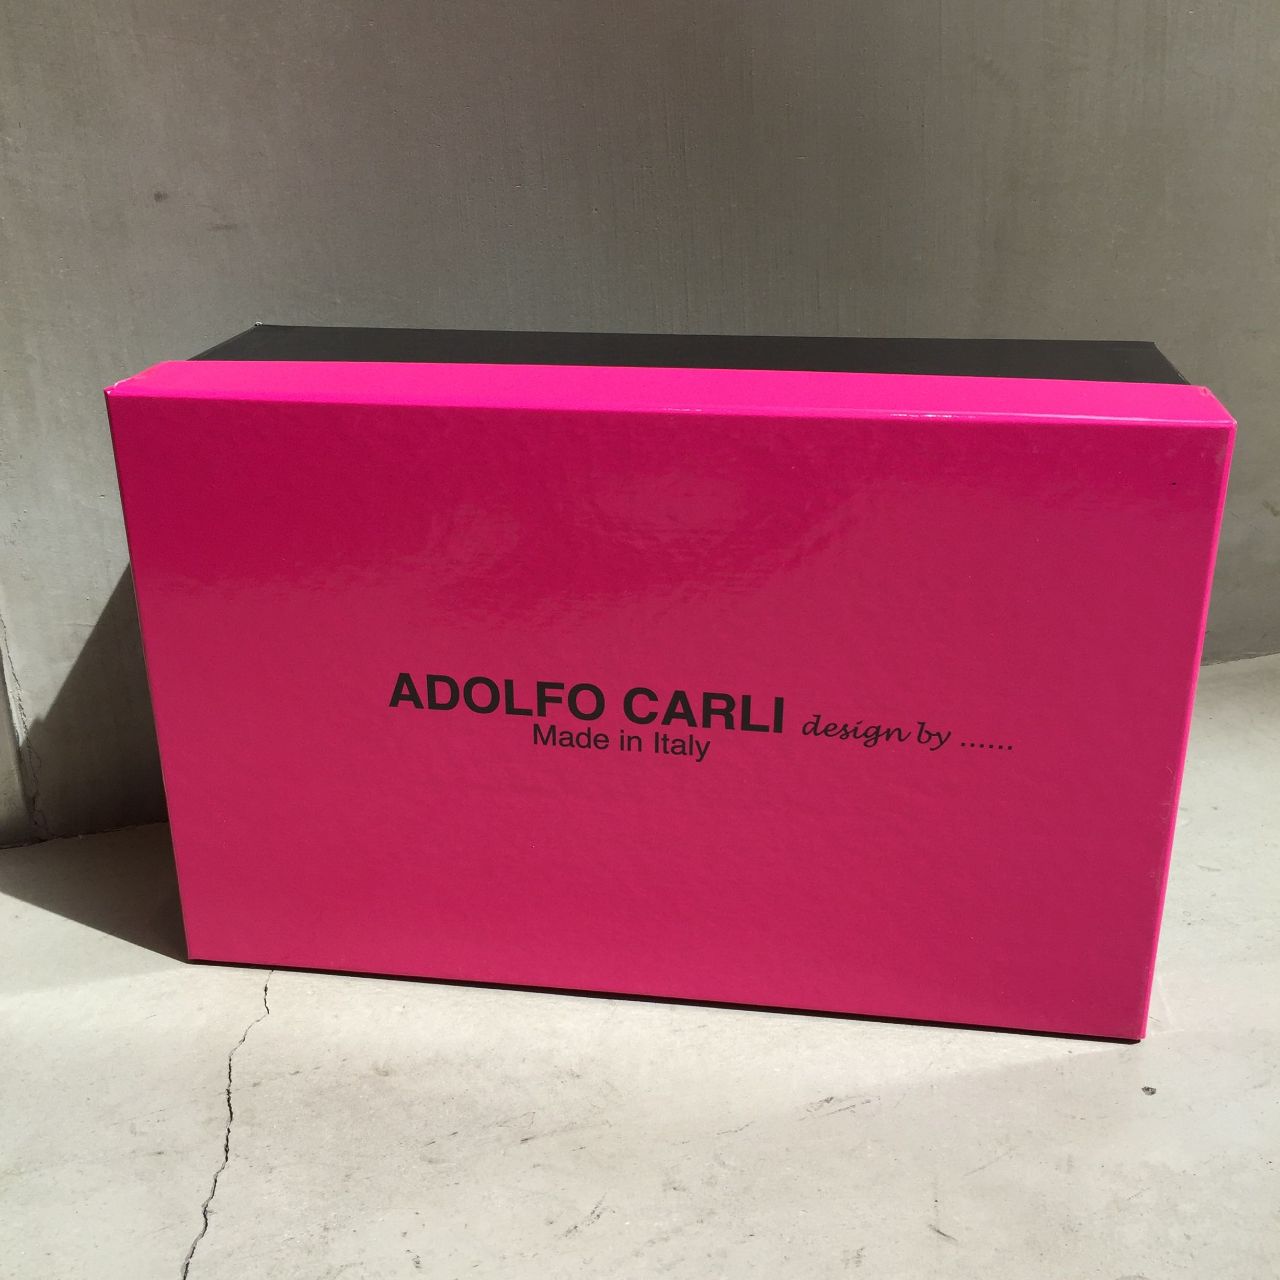 ADOLFO CARLI design by ......
Made in Italy